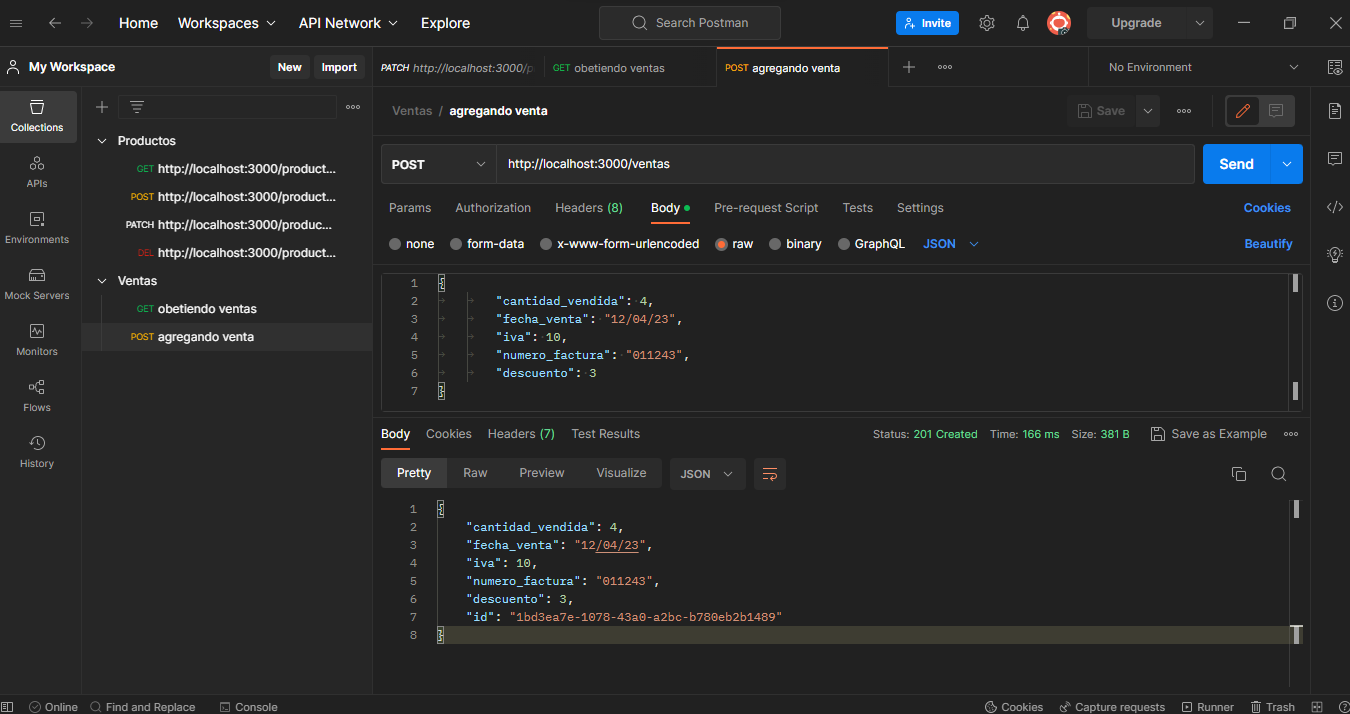 Home Workspaces API Network Explore Search Postman Invite Upgrade
My Workspace New Import PATCH http://localhost:3000/p GET obetiendo ventas POST agregando venta No Environment
Collections
APIs
Environments
Mock Servers
Monitors
Flows
History
Productos
GET http://localhost:3000/product...
POST http://localhost:3000/product...
PATCH http://localhost:3000/produc...
DEL http://localhost:3000/product...
Ventas
GET obetiendo ventas
POST agregando venta
Ventas / agregando venta Save
POST http://localhost:3000/ventas Send
Params Authorization Headers (8) Body Pre-request Script Tests Settings Cookies
none form-data x-www-form-urlencoded raw binary GraphQL JSON Beautify
1 {
2 "cantidad_vendida": 4,
3 "fecha_venta": "12/04/23",
4 "iva": 10,
5 "numero_factura": "011243",
6 "descuento": 3
7 }
Body Cookies Headers (7) Test Results Status: 201 Created Time: 166 ms Size: 381 B Save as Example
Pretty Raw Preview Visualize JSON
1 {
2 "cantidad_vendida": 4,
3 "fecha_venta": "12/04/23",
4 "iva": 10,
5 "numero_factura": "011243",
6 "descuento": 3,
7 "id": "1bd3ea7e-1078-43a0-a2bc-b780eb2b1489"
8 }
Online Find and Replace Console Cookies Capture requests Runner Trash